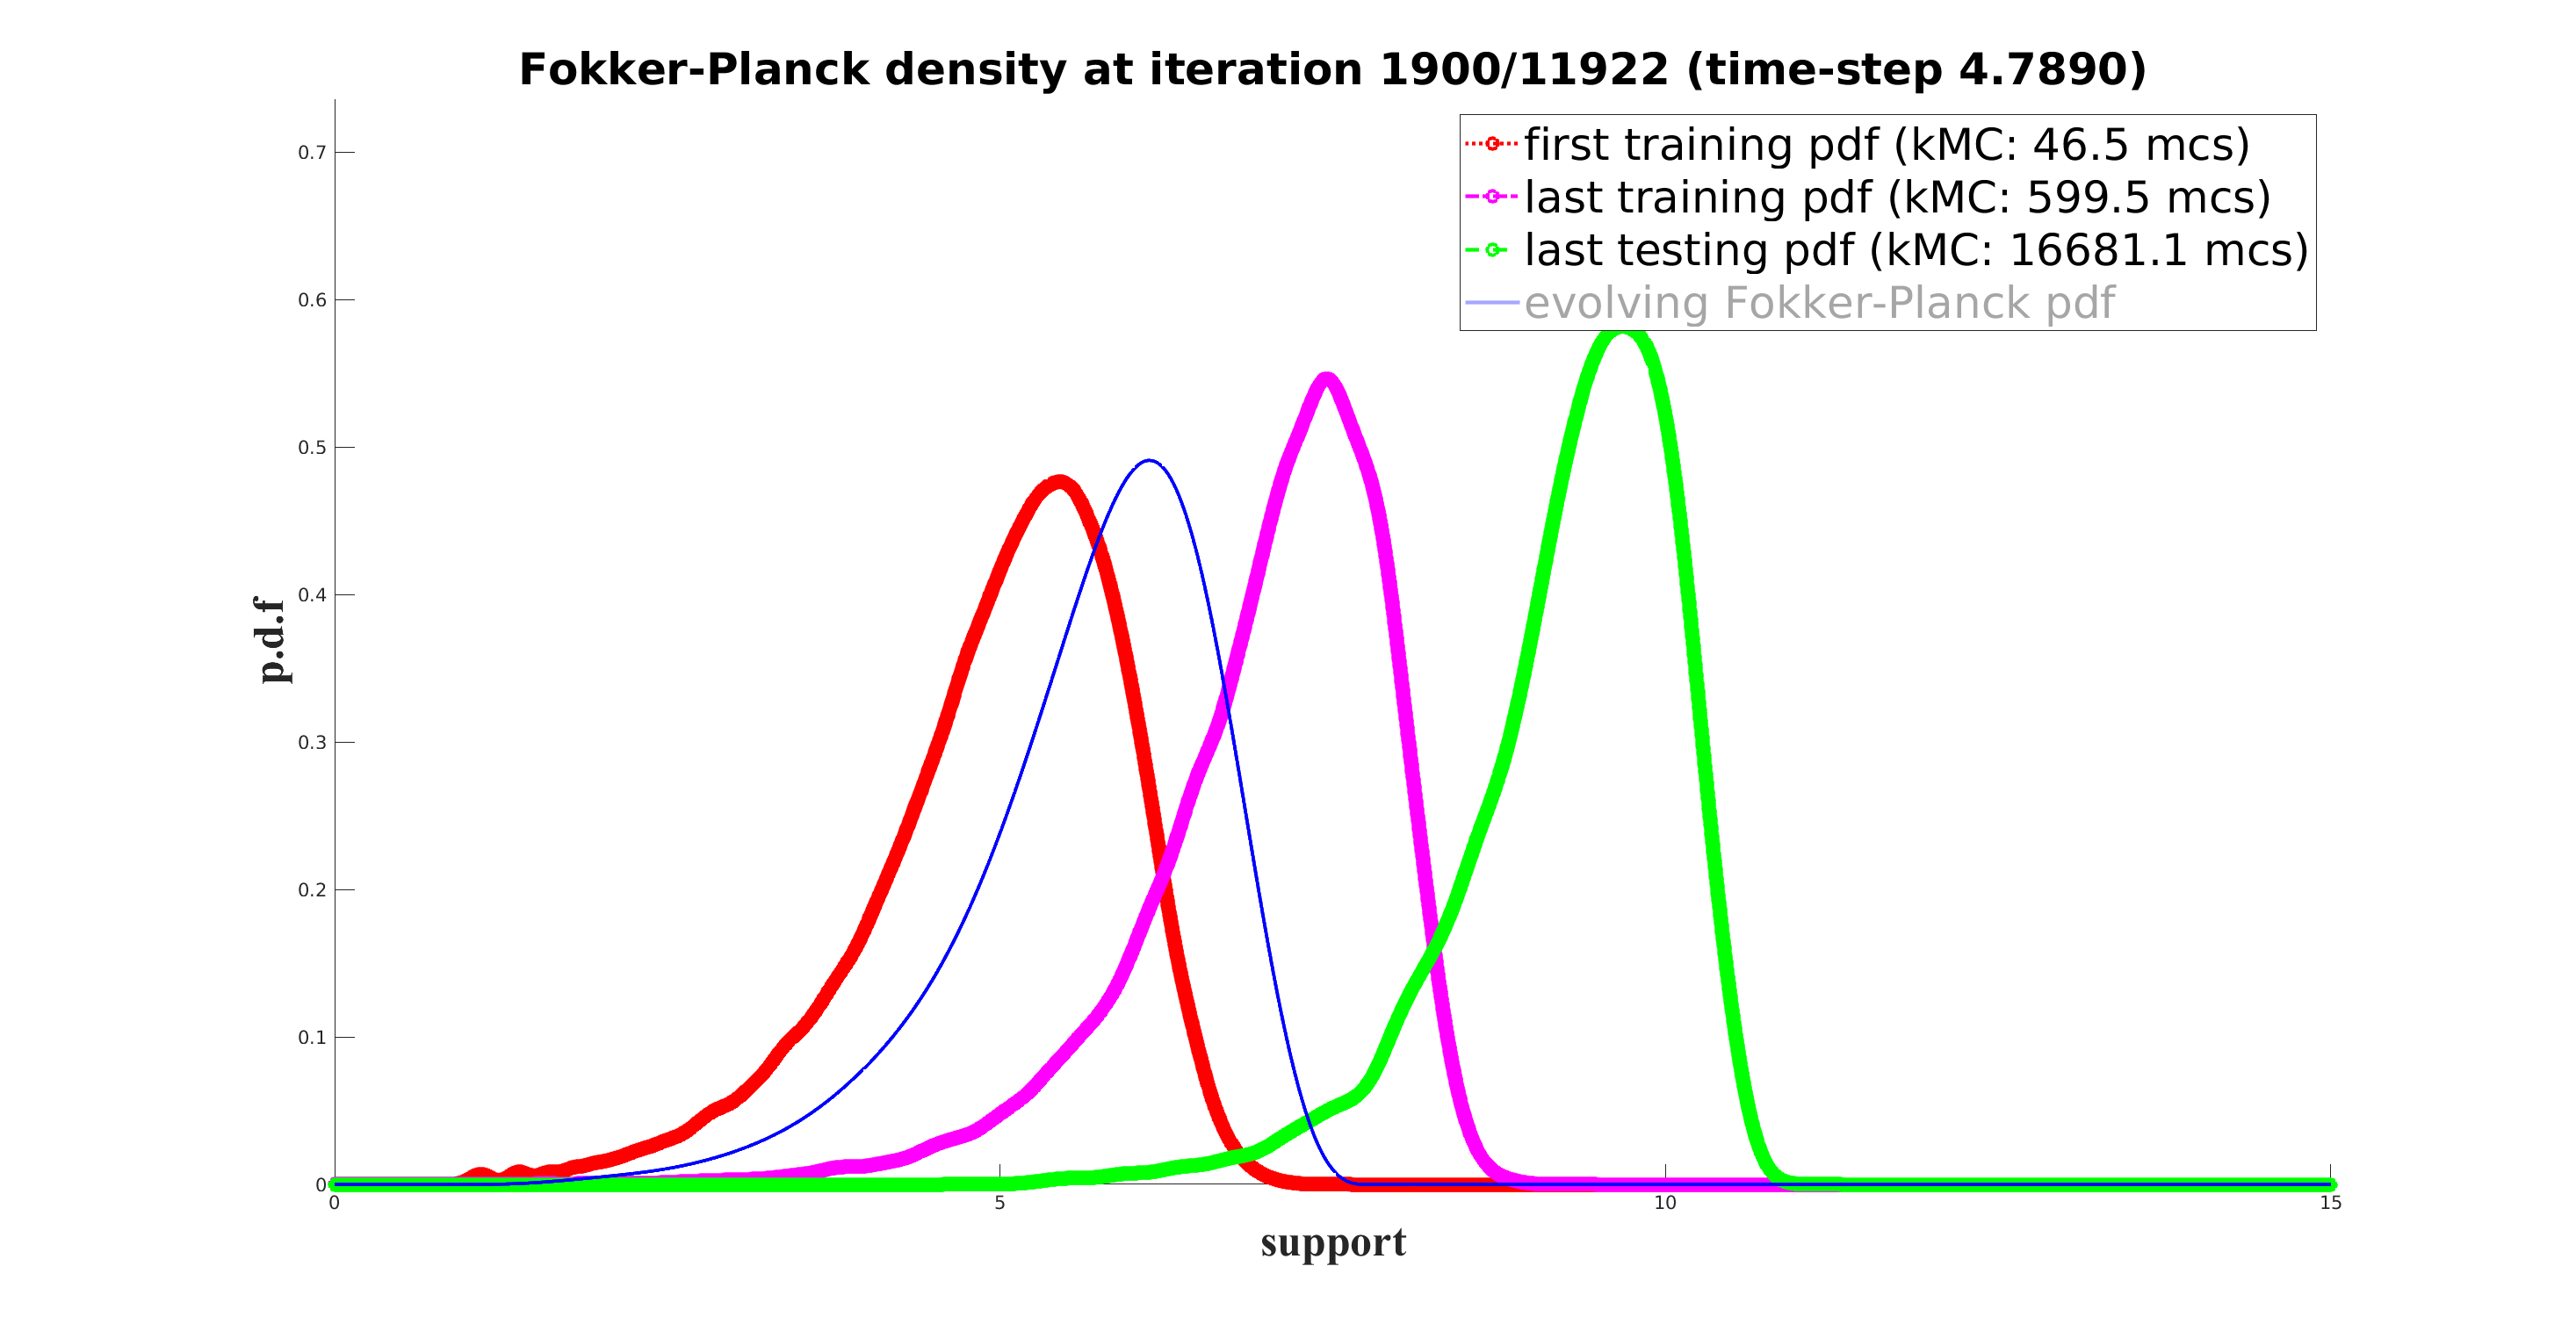 Fokker-Planck density at iteration 1900/11922 (time-step 4.7890)
first training pdf (kMC: 46.5 mcs)
last training pdf (kMC: 599.5 mcs)
last testing pdf (kMC: 16681.1 mcs)
evolving Fokker-Planck pdf
p.d.f
0.7
0.6
0.5
0.4
0.3
0.2
0.1
0
0 5 10 15
support